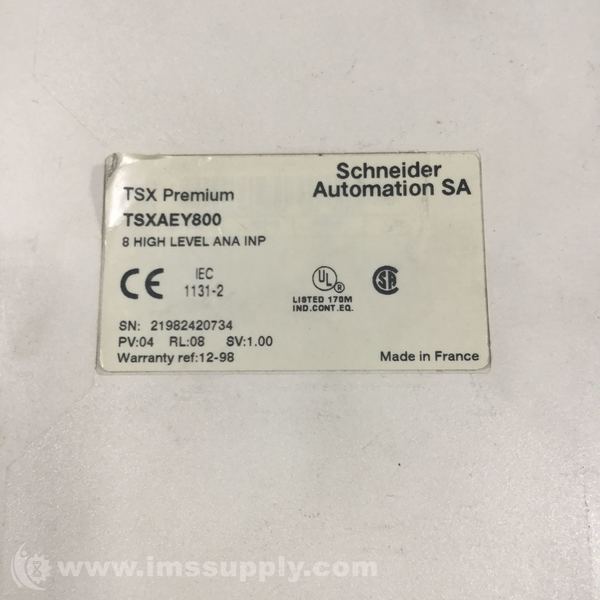 Schneider
Automation SA
TSX Premium
TSXAEY800
8 HIGH LEVEL ANA INP
CE
IEC
1131-2
UL ®
LISTED 170M
IND.CONT.EQ.
SA
SN: 21982420734
PV:04 RL:08 SV:1.00
Warranty ref:12-98
Made in France
www.imssupply.com